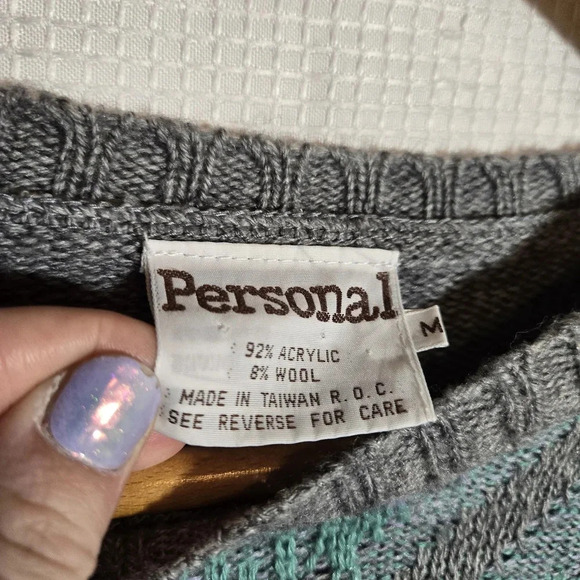 Personal
M
92% ACRYLIC
8% WOOL
MADE IN TAIWAN R.O.C.
SEE REVERSE FOR CARE